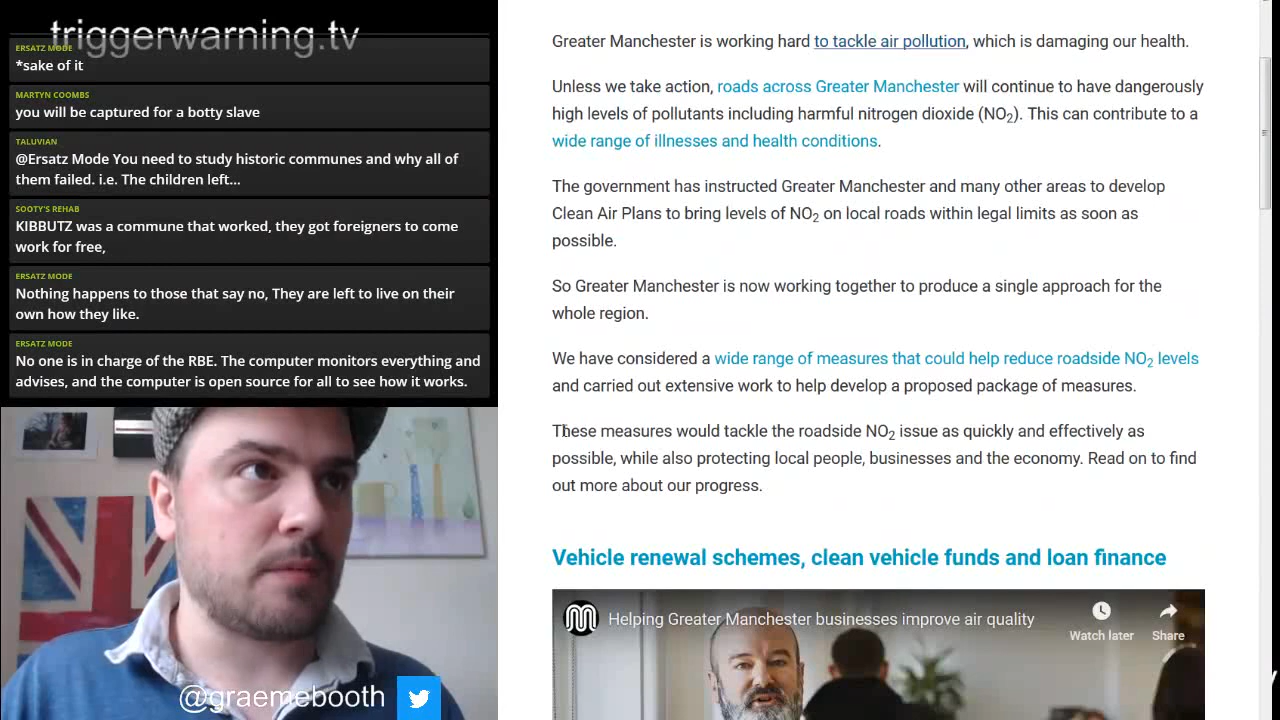 triggerwarning.tv
ERSATZ MODE
*sake of it
MARTYN COOMBS
you will be captured for a botty slave
TALUVIAN
@Ersatz Mode You need to study historic communes and why all of
them failed. i.e. The children left...
SOOTY'S REHAB
KIBBUTZ was a commune that worked, they got foreigners to come
work for free,
ERSATZ MODE
Nothing happens to those that say no, They are left to live on their
own how they like.
ERSATZ MODE
No one is in charge of the RBE. The computer monitors everything and
advises, and the computer is open source for all to see how it works.
@graemebooth
Greater Manchester is working hard to tackle air pollution, which is damaging our health.
Unless we take action, roads across Greater Manchester will continue to have dangerously
high levels of pollutants including harmful nitrogen dioxide (NO2). This can contribute to a
wide range of illnesses and health conditions.
The government has instructed Greater Manchester and many other areas to develop
Clean Air Plans to bring levels of NO2 on local roads within legal limits as soon as
possible.
So Greater Manchester is now working together to produce a single approach for the
whole region.
We have considered a wide range of measures that could help reduce roadside NO2 levels
and carried out extensive work to help develop a proposed package of measures.
These measures would tackle the roadside NO2 issue as quickly and effectively as
possible, while also protecting local people, businesses and the economy. Read on to find
out more about our progress.
Vehicle renewal schemes, clean vehicle funds and loan finance
Helping Greater Manchester businesses improve air quality
Watch later
Share